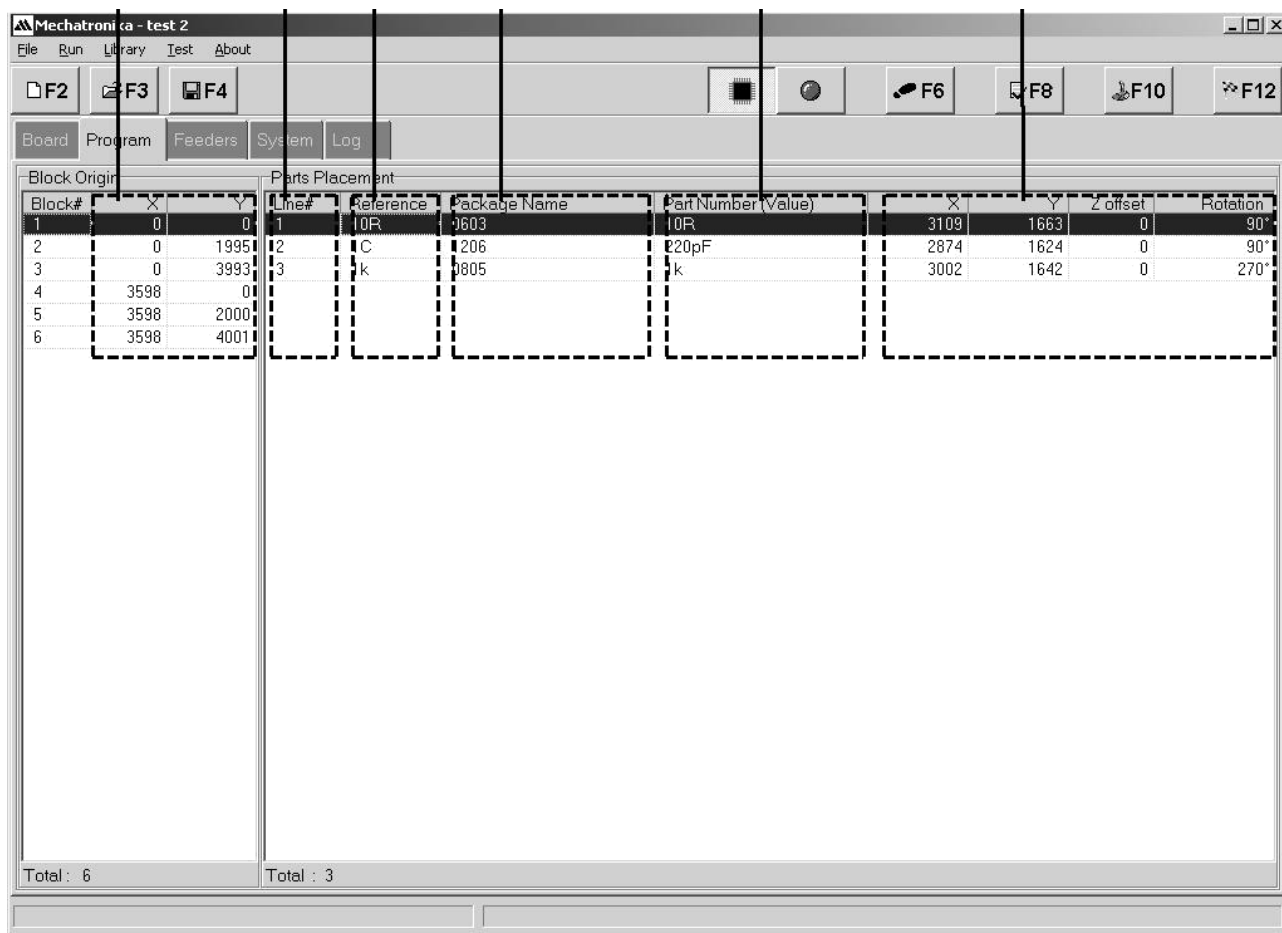 Mechatronika - test 2
File Run Library Test About
F2 F3 F4 F6 F8 F10 F12
Board Program Feeders System Log
Block Origin Parts Placement
Block# X Y Line# Reference Package Name Part Number (Value) X Y Z offset Rotation
1 0 0 1 10R 0603 10R 3109 1663 0 90°
2 0 1995 2 1C 1206 220pF 2874 1624 0 90°
3 0 3993 3 1k 0805 1k 3002 1642 0 270°
4 3598 0
5 3598 2000
6 3598 4001
Total : 6 Total : 3